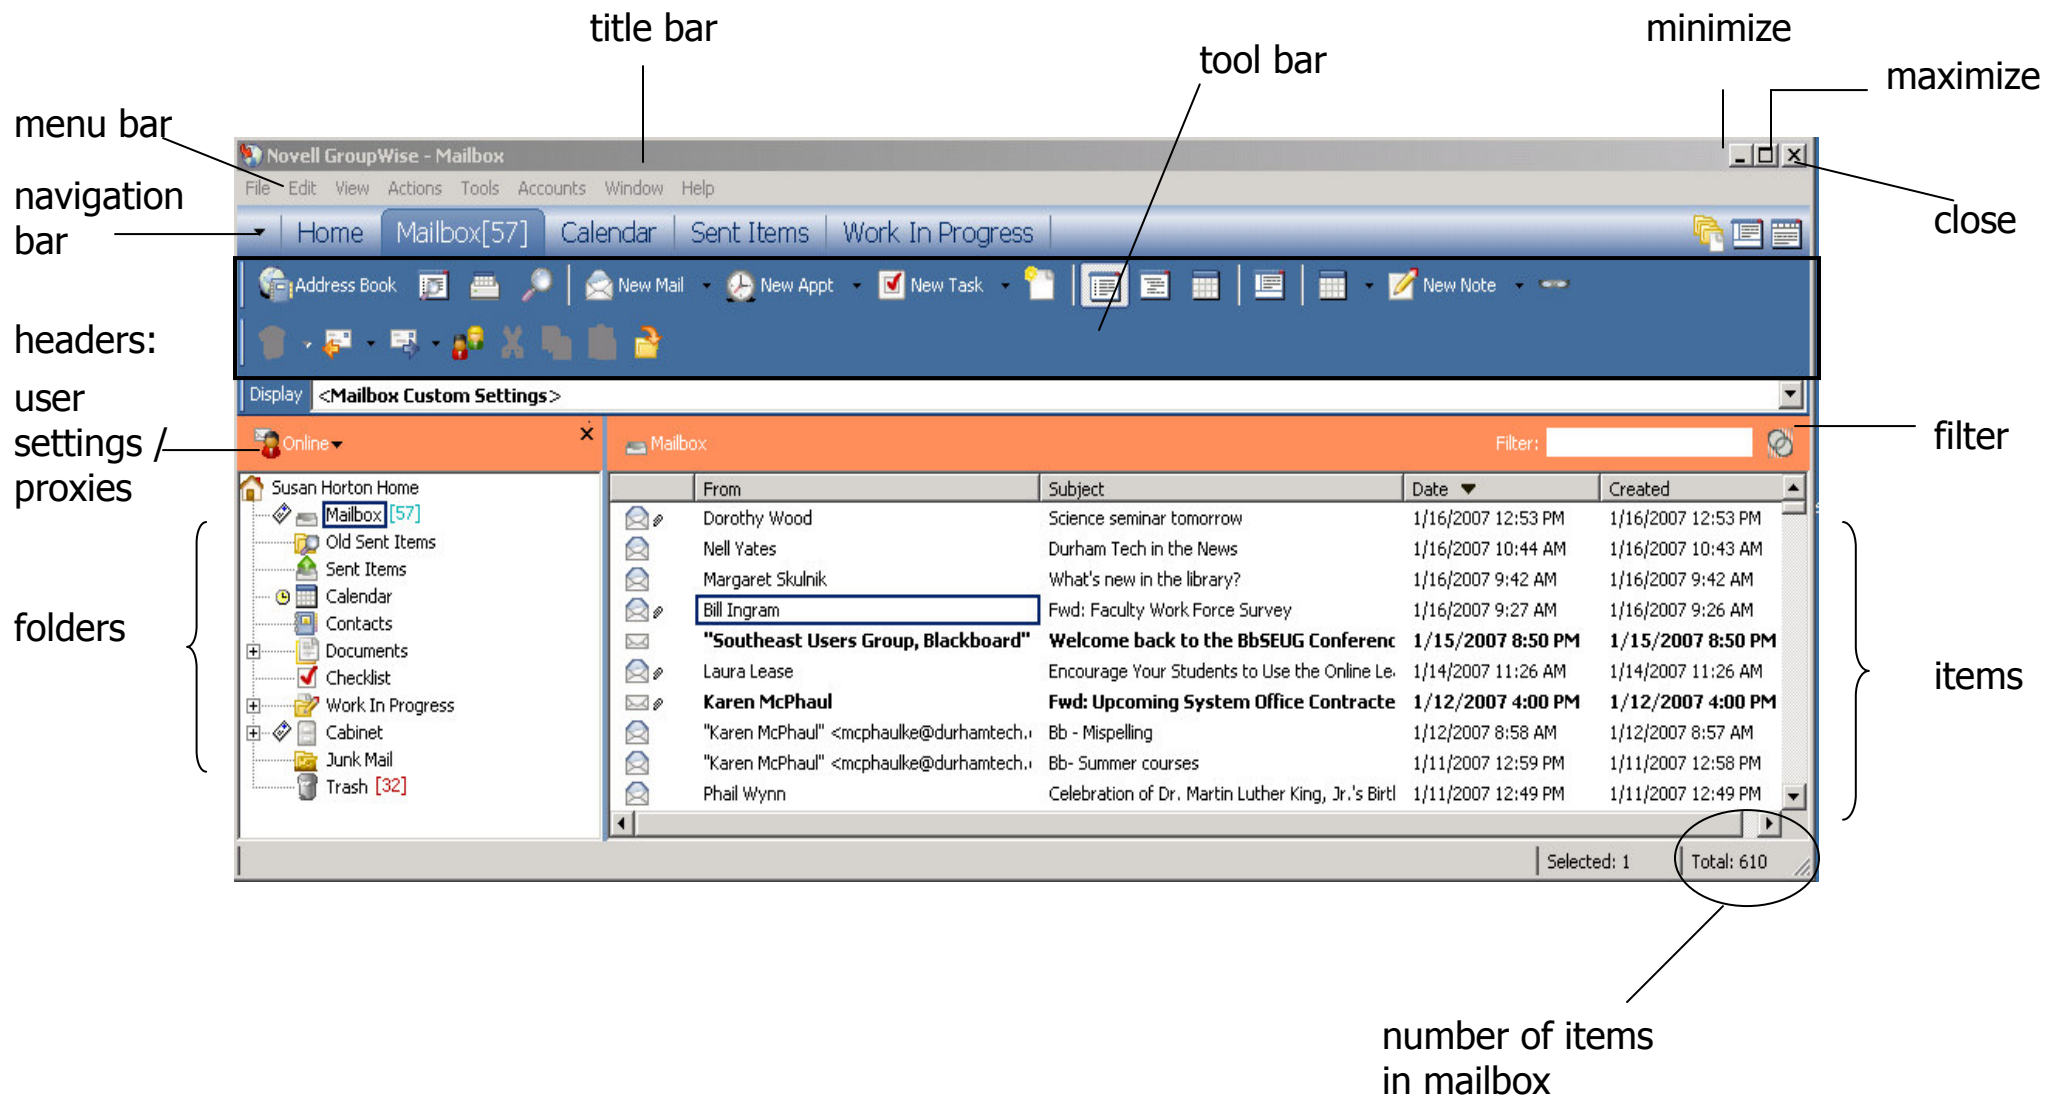 title bar
minimize
tool bar
maximize
menu bar
Novell GroupWise - Mailbox
File Edit View Actions Tools Accounts Window Help
navigation
bar
close
Home Mailbox[57] Calendar Sent Items Work In Progress
Address Book New Mail New Appt New Task New Note
headers:
Display <Mailbox Custom Settings>
user
settings /
proxies
filter
Online
Mailbox Filter:
Susan Horton Home
Mailbox [57]
Old Sent Items
Sent Items
Calendar
Contacts
Documents
Checklist
Work In Progress
Cabinet
Junk Mail
Trash [32]
folders
From Subject Date Created
Dorothy Wood Science seminar tomorrow 1/16/2007 12:53 PM 1/16/2007 12:53 PM
Nell Yates Durham Tech in the News 1/16/2007 10:44 AM 1/16/2007 10:43 AM
Margaret Skulnik What's new in the library? 1/16/2007 9:42 AM 1/16/2007 9:42 AM
Bill Ingram Fwd: Faculty Work Force Survey 1/16/2007 9:27 AM 1/16/2007 9:26 AM
"Southeast Users Group, Blackboard" Welcome back to the BbSEUG Conferenc 1/15/2007 8:50 PM 1/15/2007 8:50 PM
Laura Lease Encourage Your Students to Use the Online Le 1/14/2007 11:26 AM 1/14/2007 11:26 AM
Karen McPhaul Fwd: Upcoming System Office Contracte 1/12/2007 4:00 PM 1/12/2007 4:00 PM
"Karen McPhaul" <mcphaulke@durhamtech. Bb - Mispelling 1/12/2007 8:58 AM 1/12/2007 8:57 AM
"Karen McPhaul" <mcphaulke@durhamtech. Bb- Summer courses 1/11/2007 12:59 PM 1/11/2007 12:58 PM
Phail Wynn Celebration of Dr. Martin Luther King, Jr.'s Birtl 1/11/2007 12:49 PM 1/11/2007 12:49 PM
items
Selected: 1 Total: 610
number of items
in mailbox